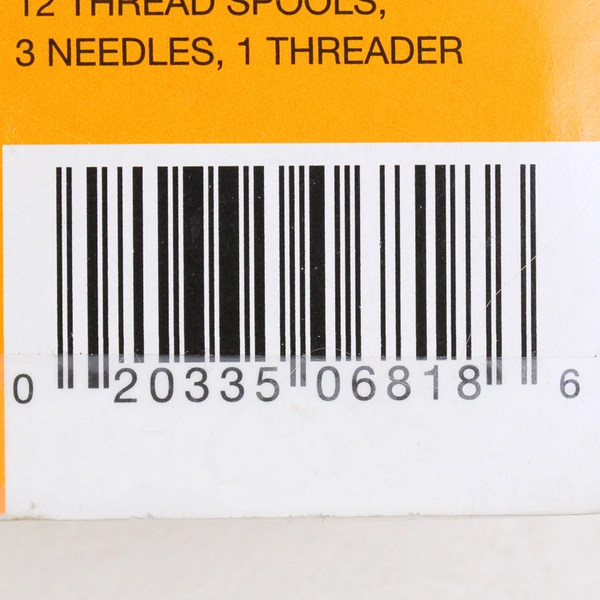 12 THREAD SPOOLS,
3 NEEDLES, 1 THREADER
0 20335 06818 6